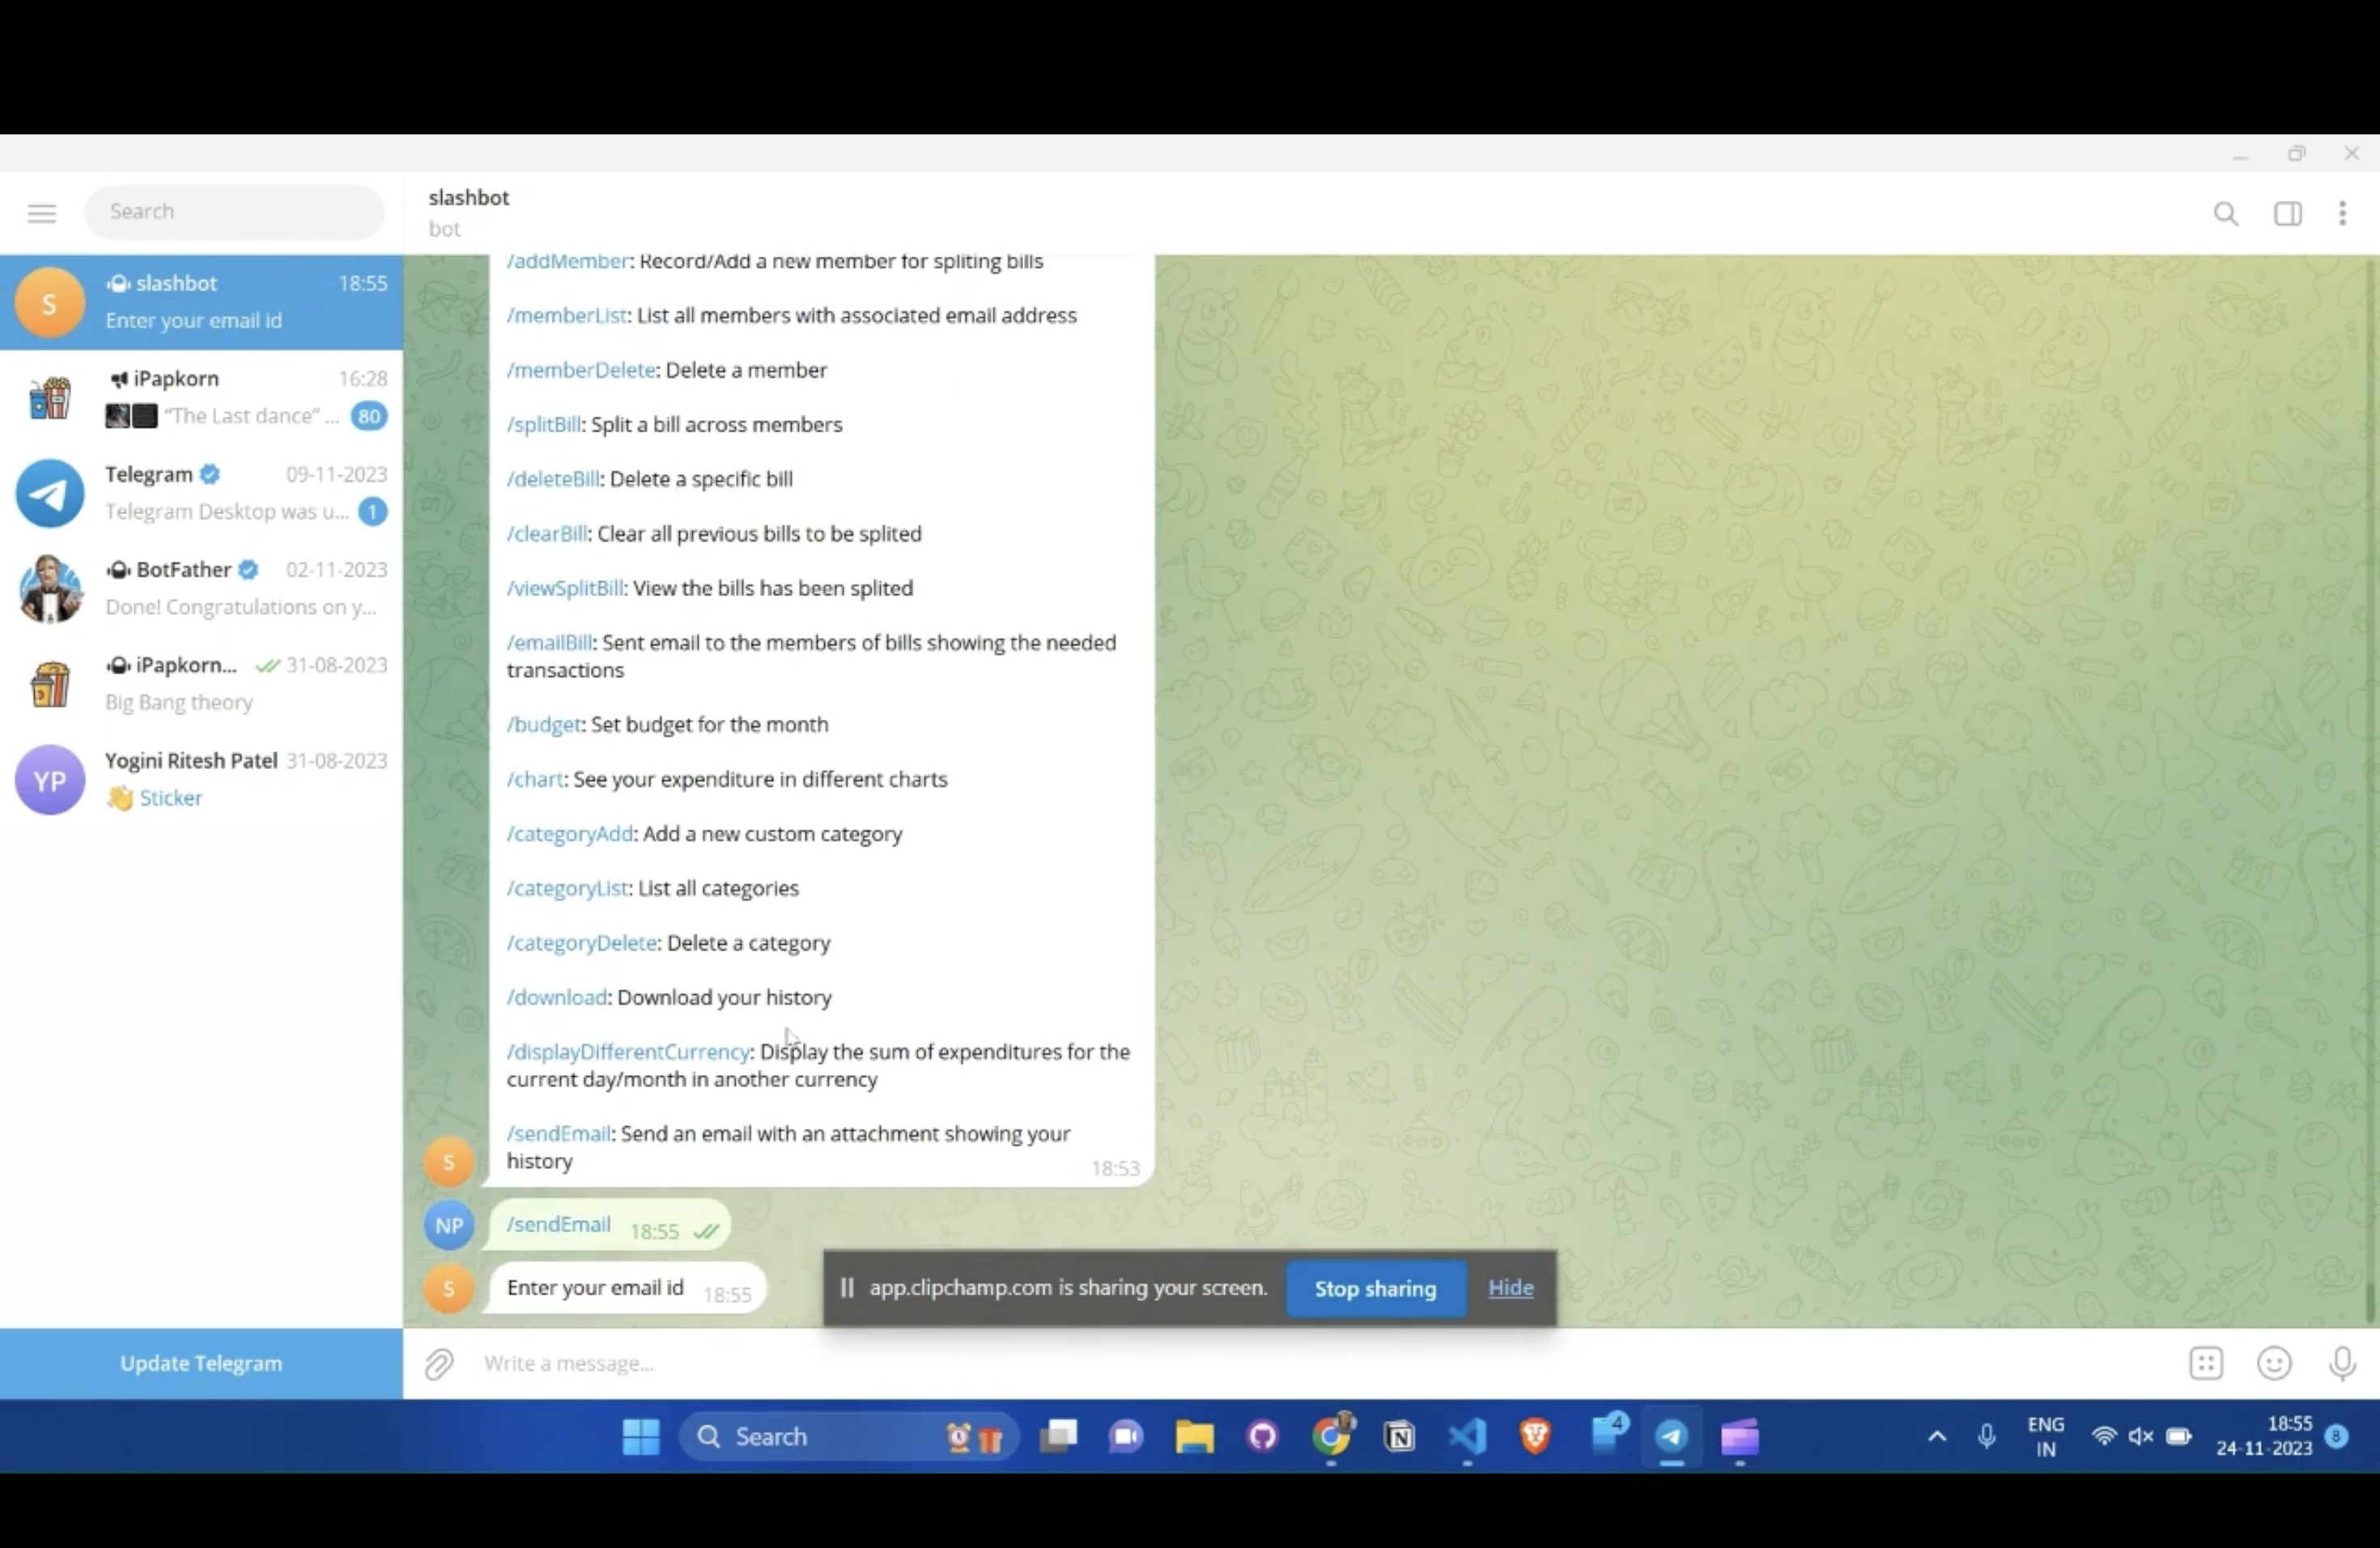 Search
slashbot
18:55
Enter your email id
iPapkorn
16:28
"The Last dance" ...
80
Telegram
09-11-2023
Telegram Desktop was u...
1
BotFather
02-11-2023
Done! Congratulations on y...
iPapkorn...
31-08-2023
Big Bang theory
YP
Yogini Ritesh Patel
31-08-2023
Sticker
Update Telegram
slashbot
bot
/addMember: Record/Add a new member for spliting bills
/memberList: List all members with associated email address
/memberDelete: Delete a member
/splitBill: Split a bill across members
/deleteBill: Delete a specific bill
/clearBill: Clear all previous bills to be splited
/viewSplitBill: View the bills has been splited
/emailBill: Sent email to the members of bills showing the needed
transactions
/budget: Set budget for the month
/chart: See your expenditure in different charts
/categoryAdd: Add a new custom category
/categoryList: List all categories
/categoryDelete: Delete a category
/download: Download your history
/displayDifferentCurrency: Display the sum of expenditures for the
current day/month in another currency
/sendEmail: Send an email with an attachment showing your
history
18:53
S
NP
/sendEmail 18:55
S
Enter your email id 18:55
app.clipchamp.com is sharing your screen. Stop sharing Hide
Write a message...
Search
4
ENG
IN
18:55
24-11-2023
8